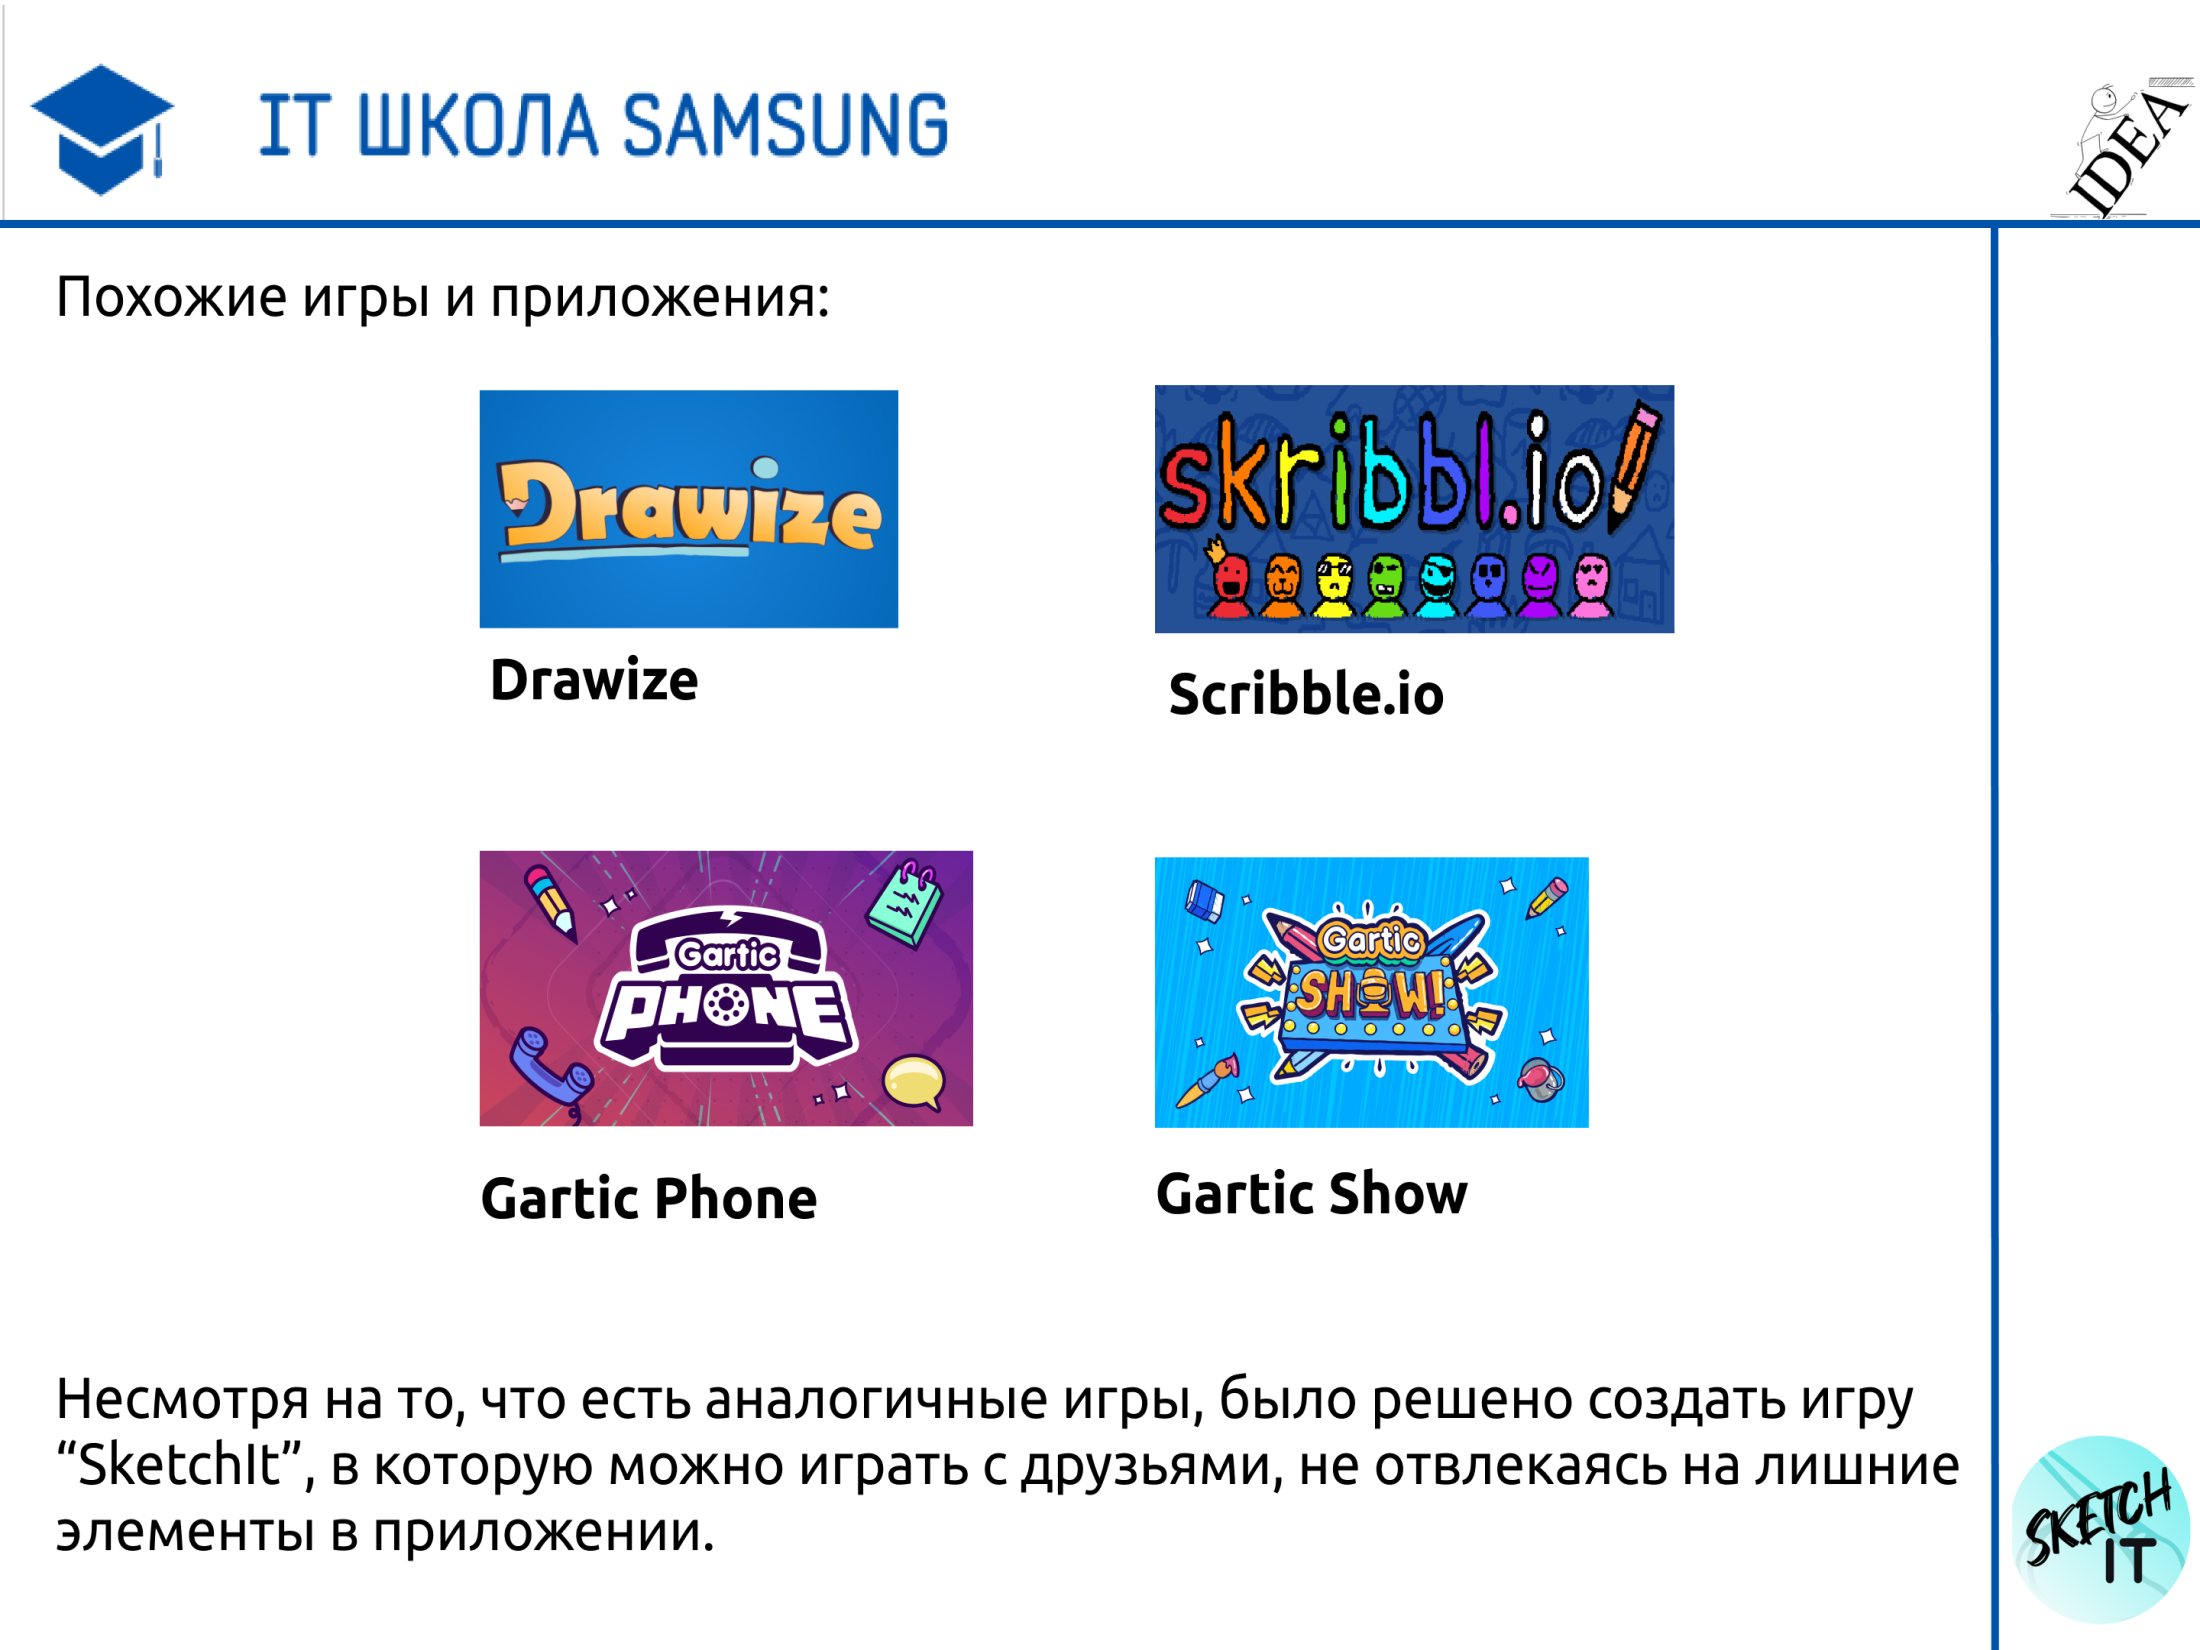 IT ШКОЛА SAMSUNG
IDEA
Похожие игры и приложения:
Drawize
skribbl.io
Drawize
Scribble.io
Gartic
PHONE
Gartic
SHOW!
Gartic Phone
Gartic Show
Несмотря на то, что есть аналогичные игры, было решено создать игру
“SketchIt”, в которую можно играть с друзьями, не отвлекаясь на лишние
элементы в приложении.
SKETCH
IT